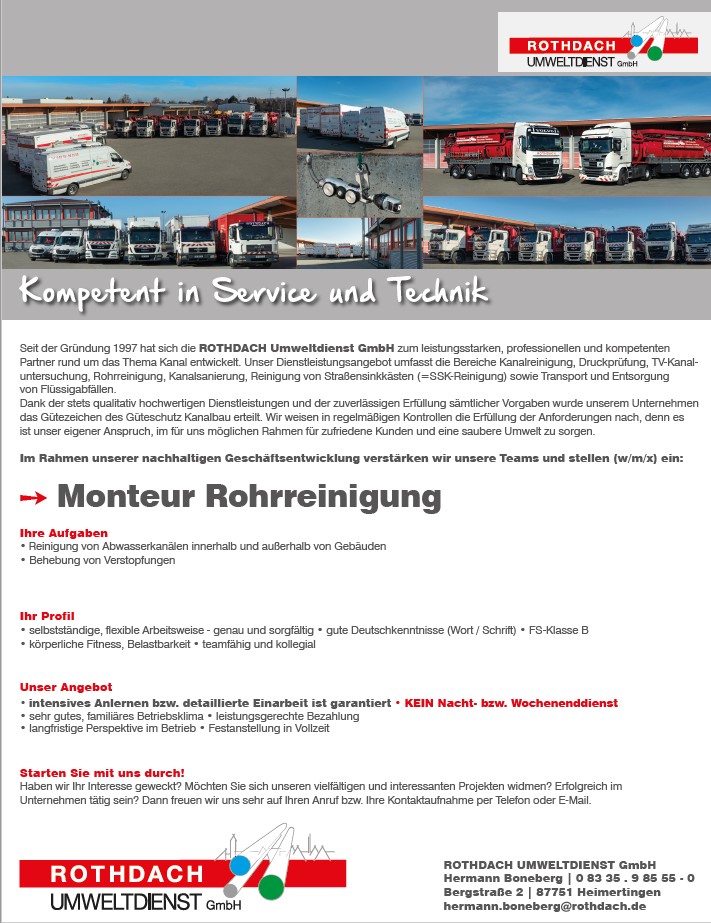 ROTHDACH
UMWELTDIENST GmbH
Kompetent in Service und Technik
Seit der Gründung 1997 hat sich die ROTHDACH Umweltdienst GmbH zum leistungsstarken, professionellen und kompetenten
Partner rund um das Thema Kanal entwickelt. Unser Dienstleistungsangebot umfasst die Bereiche Kanalreinigung, Druckprüfung, TV-Kanal-
untersuchung, Rohrreinigung, Kanalsanierung, Reinigung von Straßensinkkästen (=SSK-Reinigung) sowie Transport und Entsorgung
von Flüssigabfällen.
Dank der stets qualitativ hochwertigen Dienstleistungen und der zuverlässigen Erfüllung sämtlicher Vorgaben wurde unserem Unternehmen
das Gütezeichen des Güteschutz Kanalbau erteilt. Wir weisen in regelmäßigen Kontrollen die Erfüllung der Anforderungen nach, denn es
ist unser eigener Anspruch, im für uns möglichen Rahmen für zufriedene Kunden und eine saubere Umwelt zu sorgen.
Im Rahmen unserer nachhaltigen Geschäftsentwicklung verstärken wir unsere Teams und stellen (w/m/x) ein:
Monteur Rohrreinigung
Ihre Aufgaben
• Reinigung von Abwasserkanälen innerhalb und außerhalb von Gebäuden
• Behebung von Verstopfungen
Ihr Profil
• selbstständige, flexible Arbeitsweise - genau und sorgfältig • gute Deutschkenntnisse (Wort / Schrift) • FS-Klasse B
• körperliche Fitness, Belastbarkeit • teamfähig und kollegial
Unser Angebot
• intensives Anlernen bzw. detaillierte Einarbeit ist garantiert • KEIN Nacht- bzw. Wochenenddienst
• sehr gutes, familiäres Betriebsklima • leistungsgerechte Bezahlung
• langfristige Perspektive im Betrieb • Festanstellung in Vollzeit
Starten Sie mit uns durch!
Haben wir Ihr Interesse geweckt? Möchten Sie sich unseren vielfältigen und interessanten Projekten widmen? Erfolgreich im
Unternehmen tätig sein? Dann freuen wir uns sehr auf Ihren Anruf bzw. Ihre Kontaktaufnahme per Telefon oder E-Mail.
ROTHDACH
UMWELTDIENST GmbH
ROTHDACH UMWELTDIENST GmbH
Hermann Boneberg | 0 83 35 . 9 85 55 - 0
Bergstraße 2 | 87751 Heimertingen
hermann.boneberg@rothdach.de